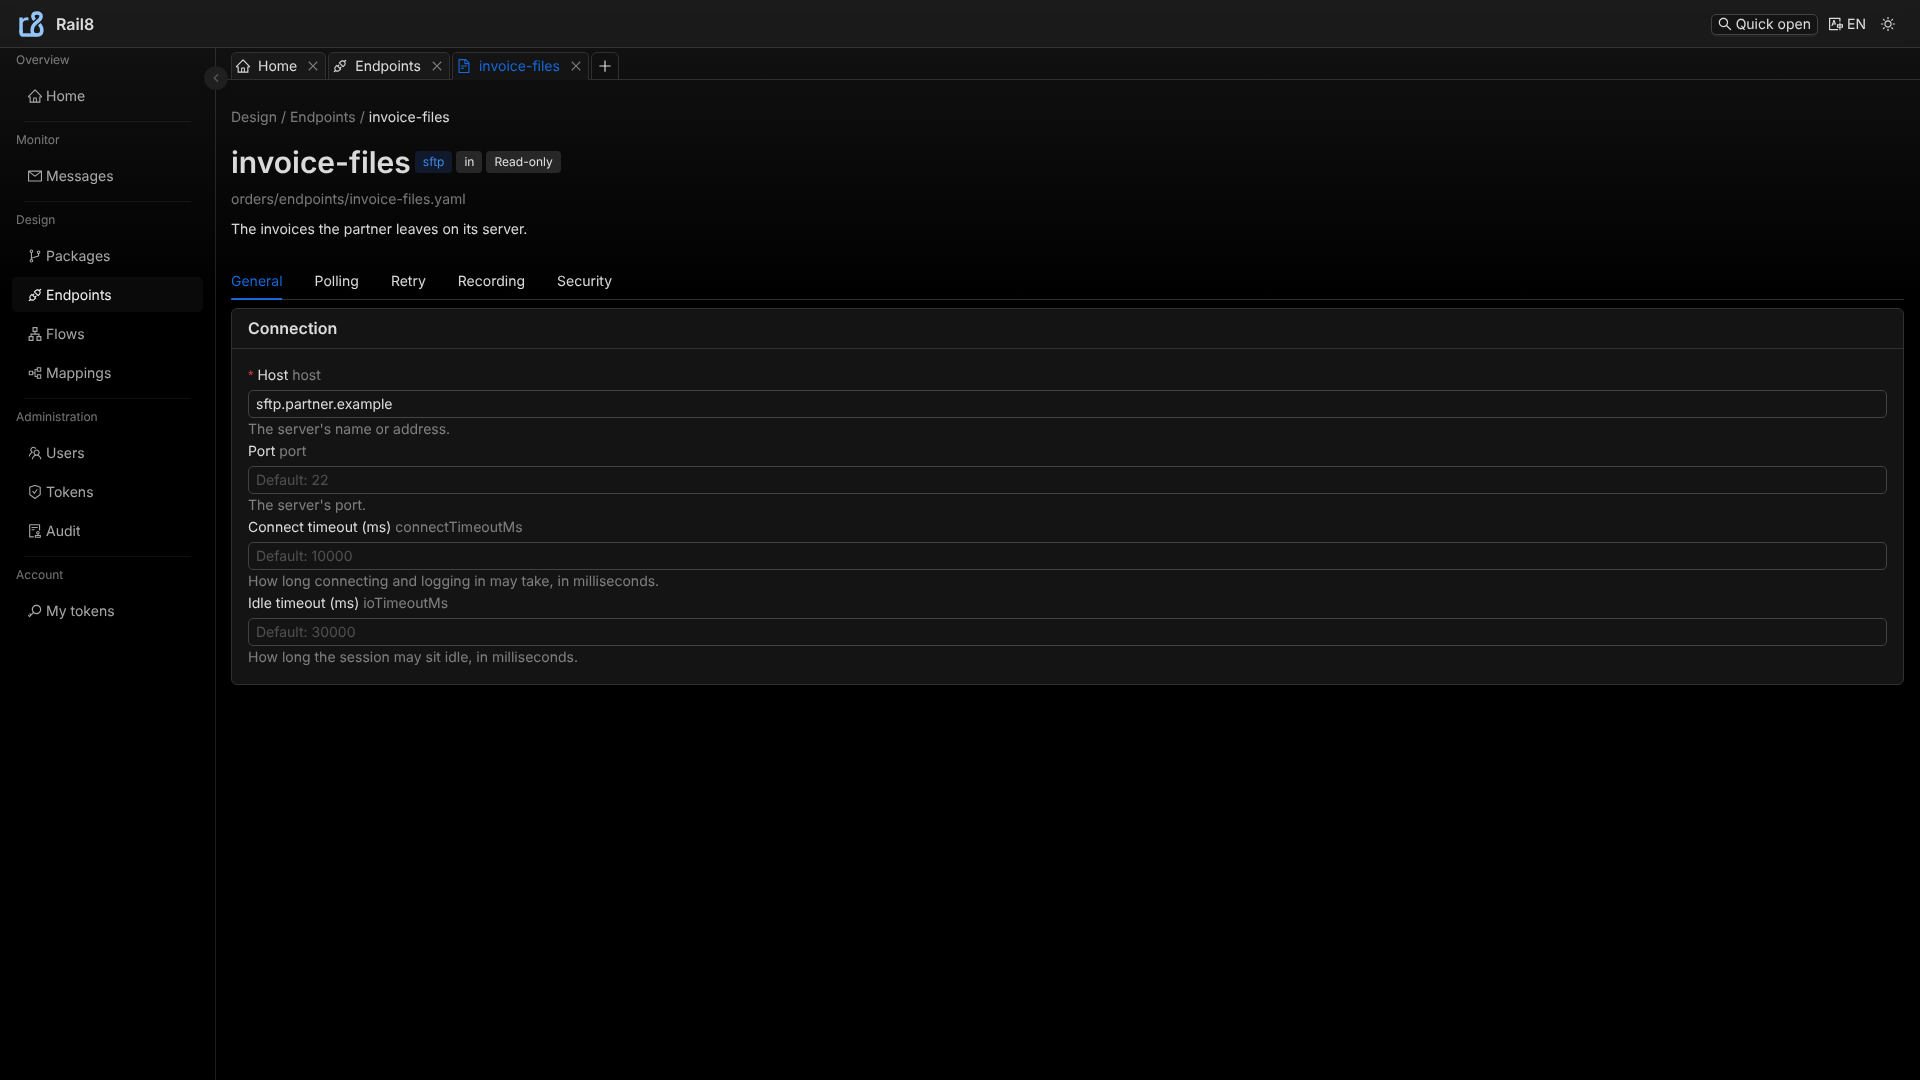 Rail8
Quick open
EN
Overview
Home
Monitor
Messages
Design
Packages
Endpoints
Flows
Mappings
Administration
Users
Tokens
Audit
Account
My tokens
Home
Endpoints
invoice-files
Design / Endpoints / invoice-files
invoice-files sftp in Read-only
orders/endpoints/invoice-files.yaml
The invoices the partner leaves on its server.
General Polling Retry Recording Security
Connection
* Host host
sftp.partner.example
The server's name or address.
Port port
Default: 22
The server's port.
Connect timeout (ms) connectTimeoutMs
Default: 10000
How long connecting and logging in may take, in milliseconds.
Idle timeout (ms) ioTimeoutMs
Default: 30000
How long the session may sit idle, in milliseconds.